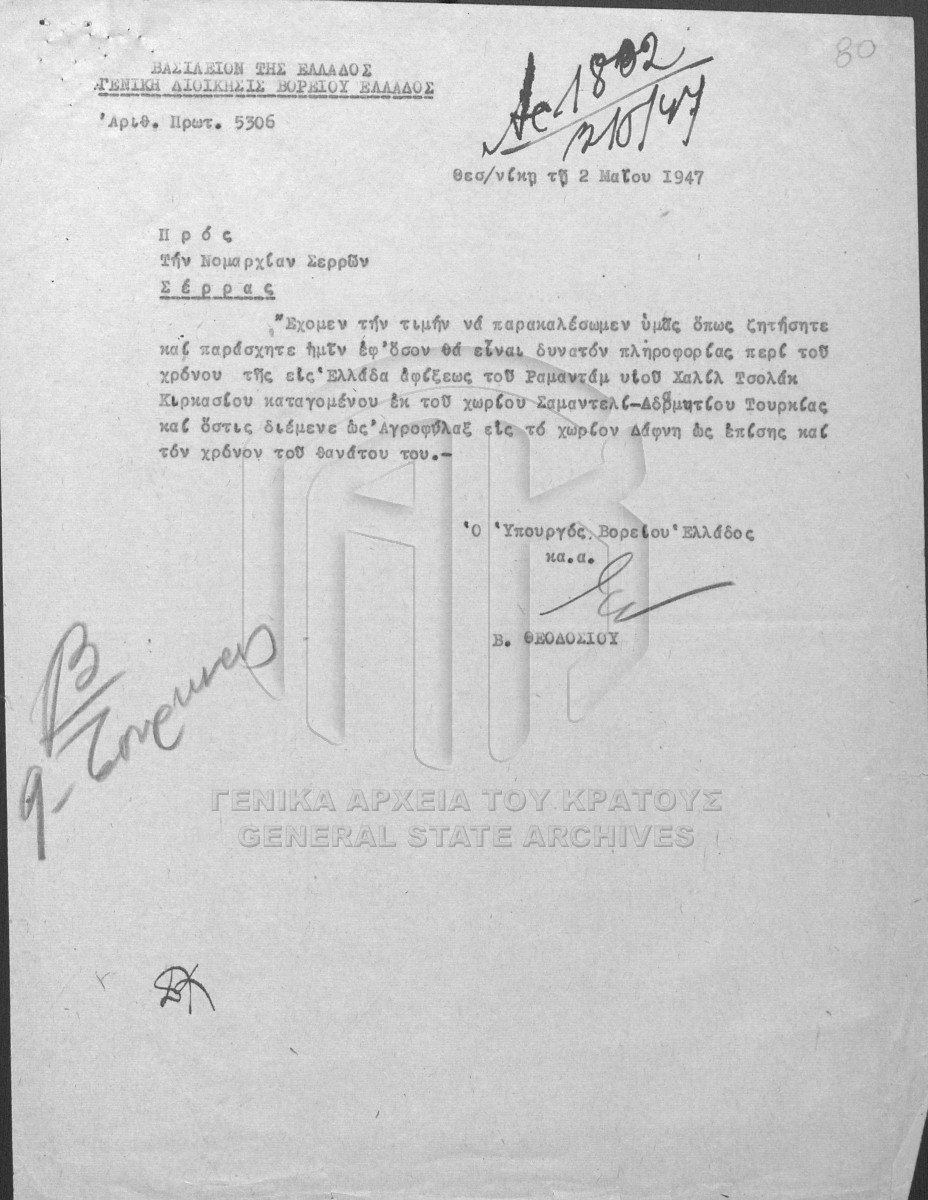 80
ΒΑΣΙΛΕΙΟΝ ΤΗΣ ΕΛΛΑΔΟΣ
ΓΕΝΙΚΗ ΔΙΟΙΚΗΣΙΣ ΒΟΡΕΙΟΥ ΕΛΛΑΔΟΣ
Ἀριθ. Πρωτ. 5306
Θεσ/νίκῃ τῇ 2 Μαΐου 1947
Π ρ ό ς
Τήν Νομαρχίαν Σερρῶν
Σ έ ρ ρ α ς
Ἔχομεν τήν τιμήν νά παρακαλέσωμεν ὑμᾶς ὅπως ζητήσητε
καί παράσχητε ἡμῖν ἐφ'ὅσον θά εἶναι δυνατόν πληροφορίας περί τοῦ
χρόνου τῆς εἰς Ἑλλάδα ἀφίξεως τοῦ Ραμαντάμ υἱοῦ Χαλίλ Τσολάκ
Κιρκασίου καταγομένου ἐκ τοῦ χωρίου Σαμαντελί-Αδρμητίου Τουρκίας
καί ὅστις διέμενε ὡς Ἀγροφύλαξ εἰς τό χωρίον Δάφνη ὡς ἐπίσης καί
τόν χρόνον τοῦ θανάτου του.-
Ὁ Ὑπουργός Βορείου Ἑλλάδος
κα.α.
Β. ΘΕΟΔΟΣΙΟΥ
Β
ΓΕΝΙΚΑ ΑΡΧΕΙΑ ΤΟΥ ΚΡΑΤΟΥΣ
GENERAL STATE ARCHIVES